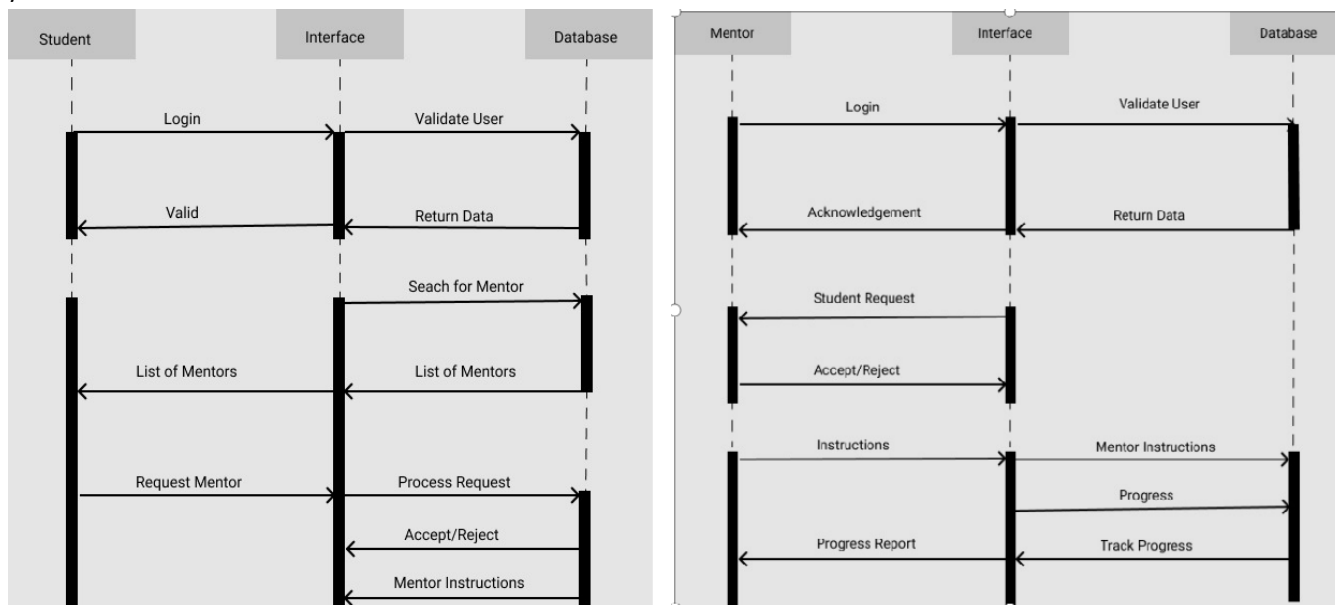 Student
Interface
Database
Login
Validate User
Valid
Return Data
Seach for Mentor
List of Mentors
List of Mentors
Request Mentor
Process Request
Accept/Reject
Mentor Instructions
Mentor
Interface
Database
Login
Validate User
Acknowledgement
Return Data
Student Request
Accept/Reject
Instructions
Mentor Instructions
Progress
Progress Report
Track Progress